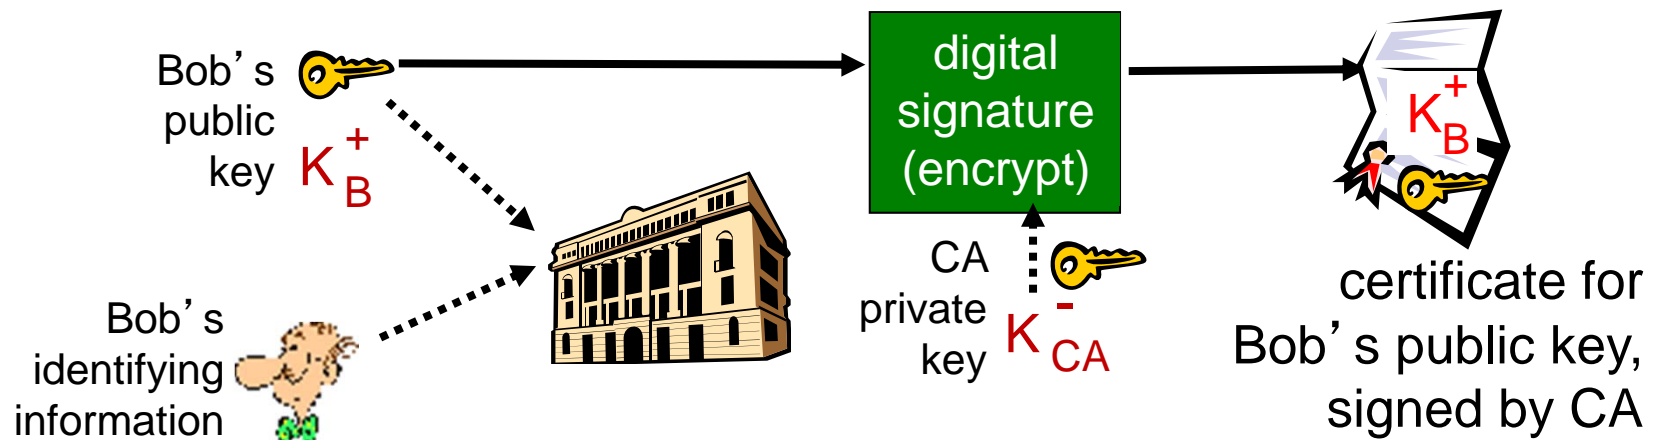 Bob's
public
key
K+B
Bob's
identifying
information
digital
signature
(encrypt)
CA
private
key
K-CA
K+B
certificate for
Bob's public key,
signed by CA